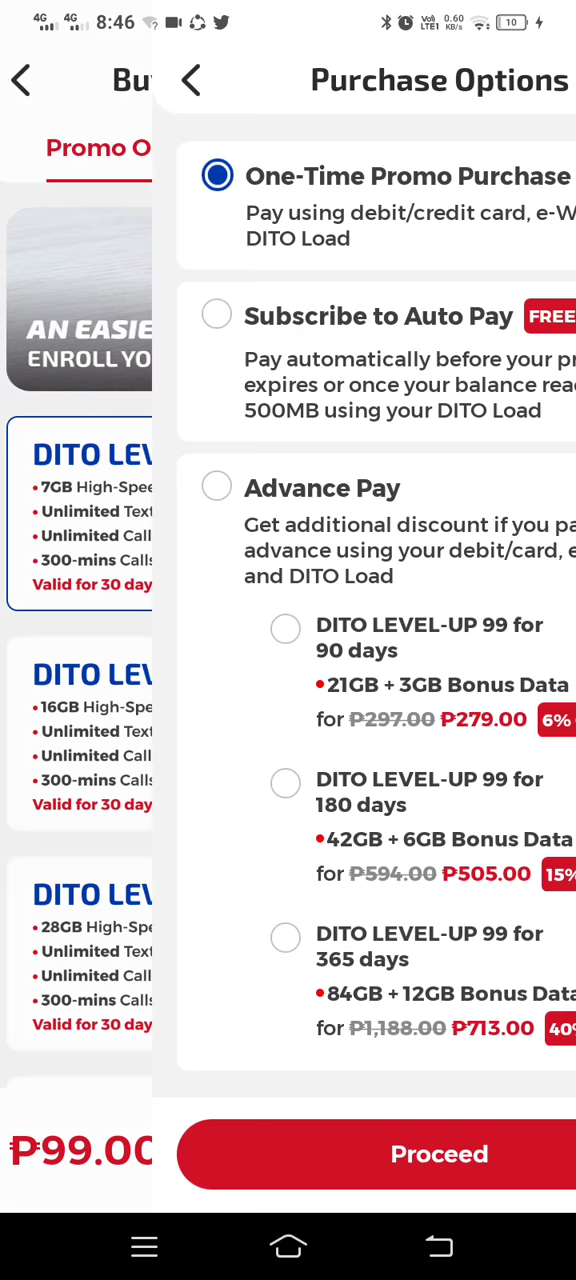 4G 4G 8:46
Vo) LTE1 0.60 KB/s 10
Bu
Promo O
AN EASIE
ENROLL YO
DITO LEV
• 7GB High-Spee
• Unlimited Text
• Unlimited Call
• 300-mins Calls
Valid for 30 day
DITO LEV
• 16GB High-Spe
• Unlimited Text
• Unlimited Call
• 300-mins Calls
Valid for 30 day
DITO LEV
• 28GB High-Spe
• Unlimited Text
• Unlimited Call
• 300-mins Calls
Valid for 30 day
₱99.00
Purchase Options
One-Time Promo Purchase
Pay using debit/credit card, e-W
DITO Load
Subscribe to Auto Pay FREE
Pay automatically before your pr
expires or once your balance rea
500MB using your DITO Load
Advance Pay
Get additional discount if you pa
advance using your debit/card, e
and DITO Load
DITO LEVEL-UP 99 for
90 days
•21GB + 3GB Bonus Data
for ₱297.00 ₱279.00 6%
DITO LEVEL-UP 99 for
180 days
•42GB + 6GB Bonus Data
for ₱594.00 ₱505.00 15%
DITO LEVEL-UP 99 for
365 days
•84GB + 12GB Bonus Data
for ₱1,188.00 ₱713.00 40%
Proceed